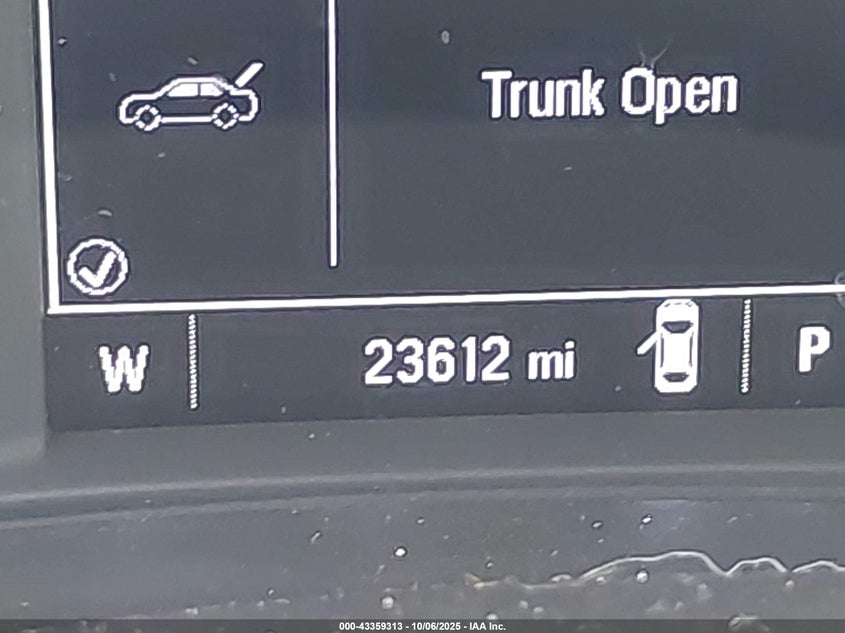 Trunk Open
W 23612 mi P
000-43359313 - 10/06/2025 - IAA Inc.